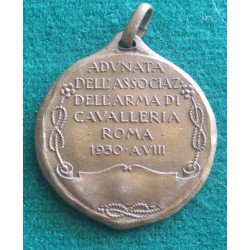 ADVNATA
DELL'ASSOCIAZ
DELL'ARMA DI
CAVALLERIA
ROMA
1930·A·VIII